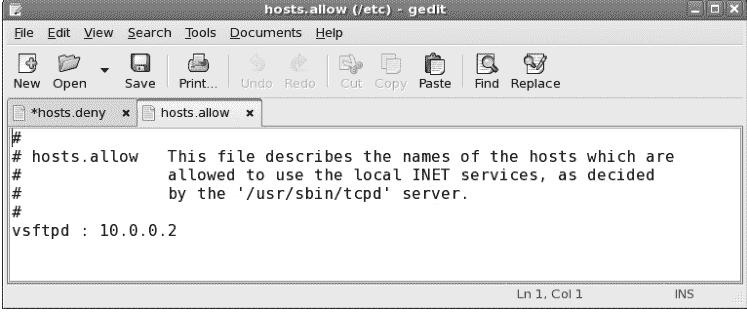 hosts.allow (/etc) - gedit
File Edit View Search Tools Documents Help
New Open Save Print... Undo Redo Cut Copy Paste Find Replace
*hosts.deny x hosts.allow x
#
# hosts.allow This file describes the names of the hosts which are
# allowed to use the local INET services, as decided
# by the '/usr/sbin/tcpd' server.
#
vsftpd : 10.0.0.2
Ln 1, Col 1 INS